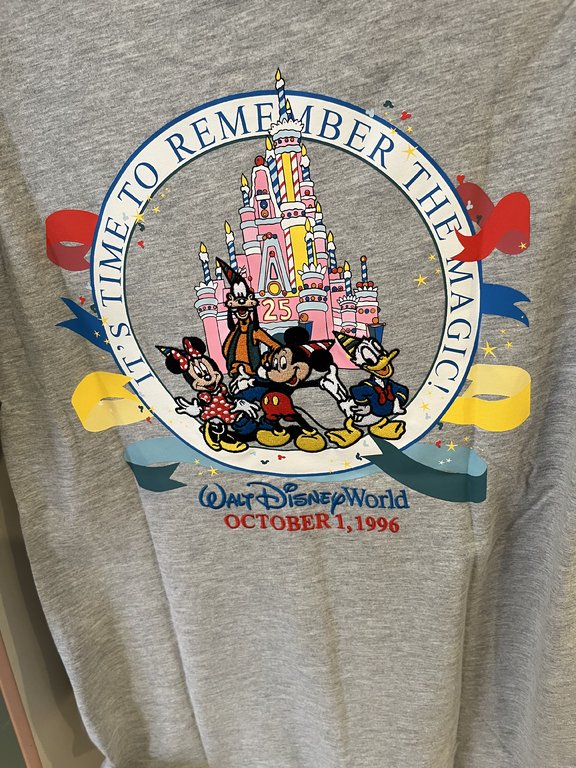 IT'S TIME TO REMEMBER THE MAGIC!
25
WALT DISNEY World
OCTOBER 1, 1996